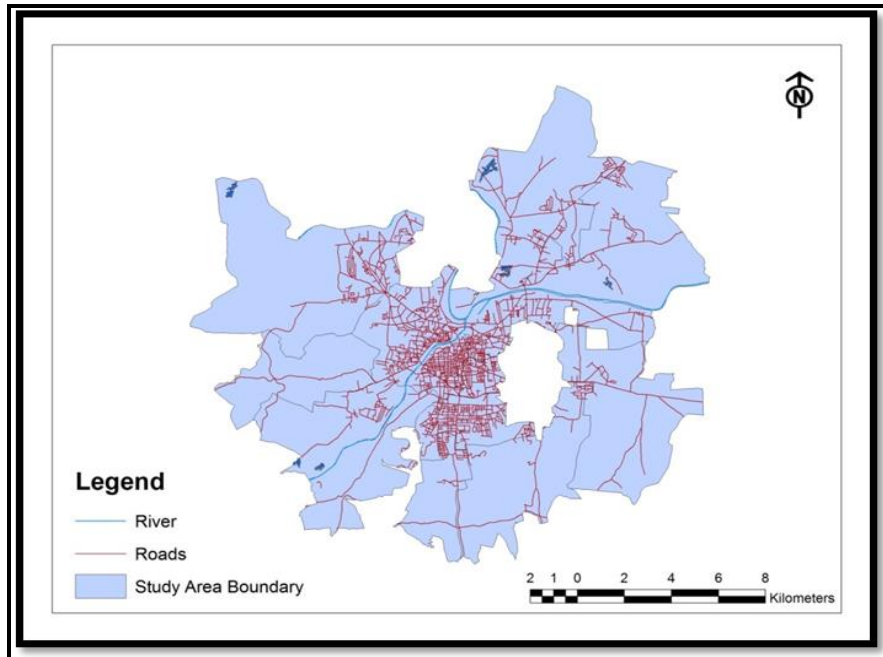 N
Legend
River
Roads
Study Area Boundary
2 1 0 2 4 6 8
Kilometers